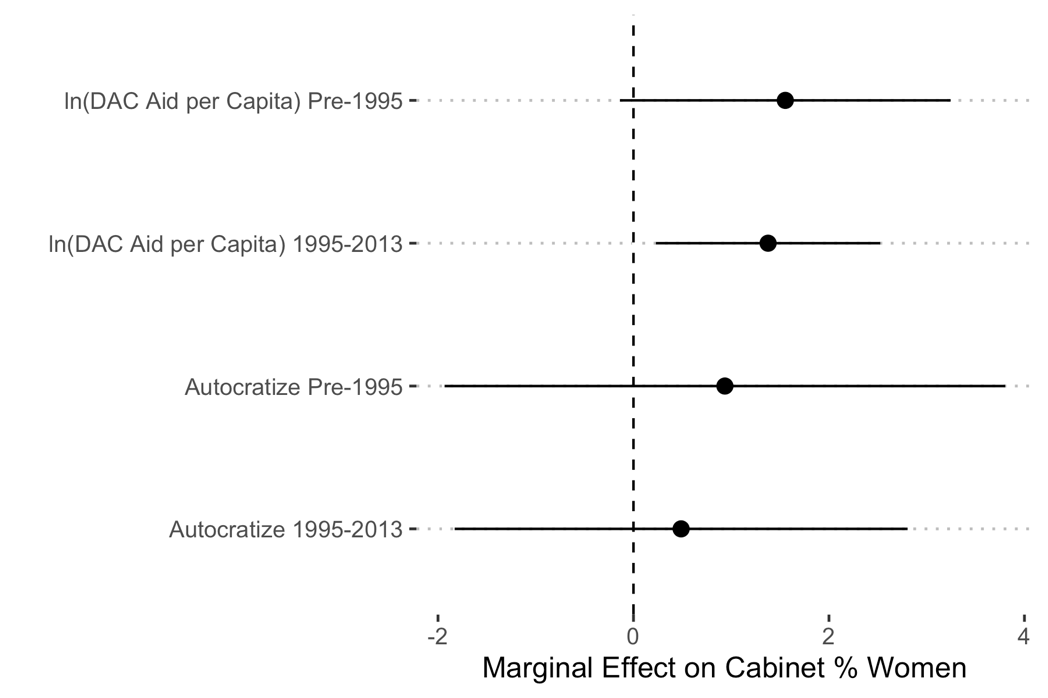 ln(DAC Aid per Capita) Pre-1995
ln(DAC Aid per Capita) 1995-2013
Autocratize Pre-1995
Autocratize 1995-2013
-2 0 2 4
Marginal Effect on Cabinet % Women